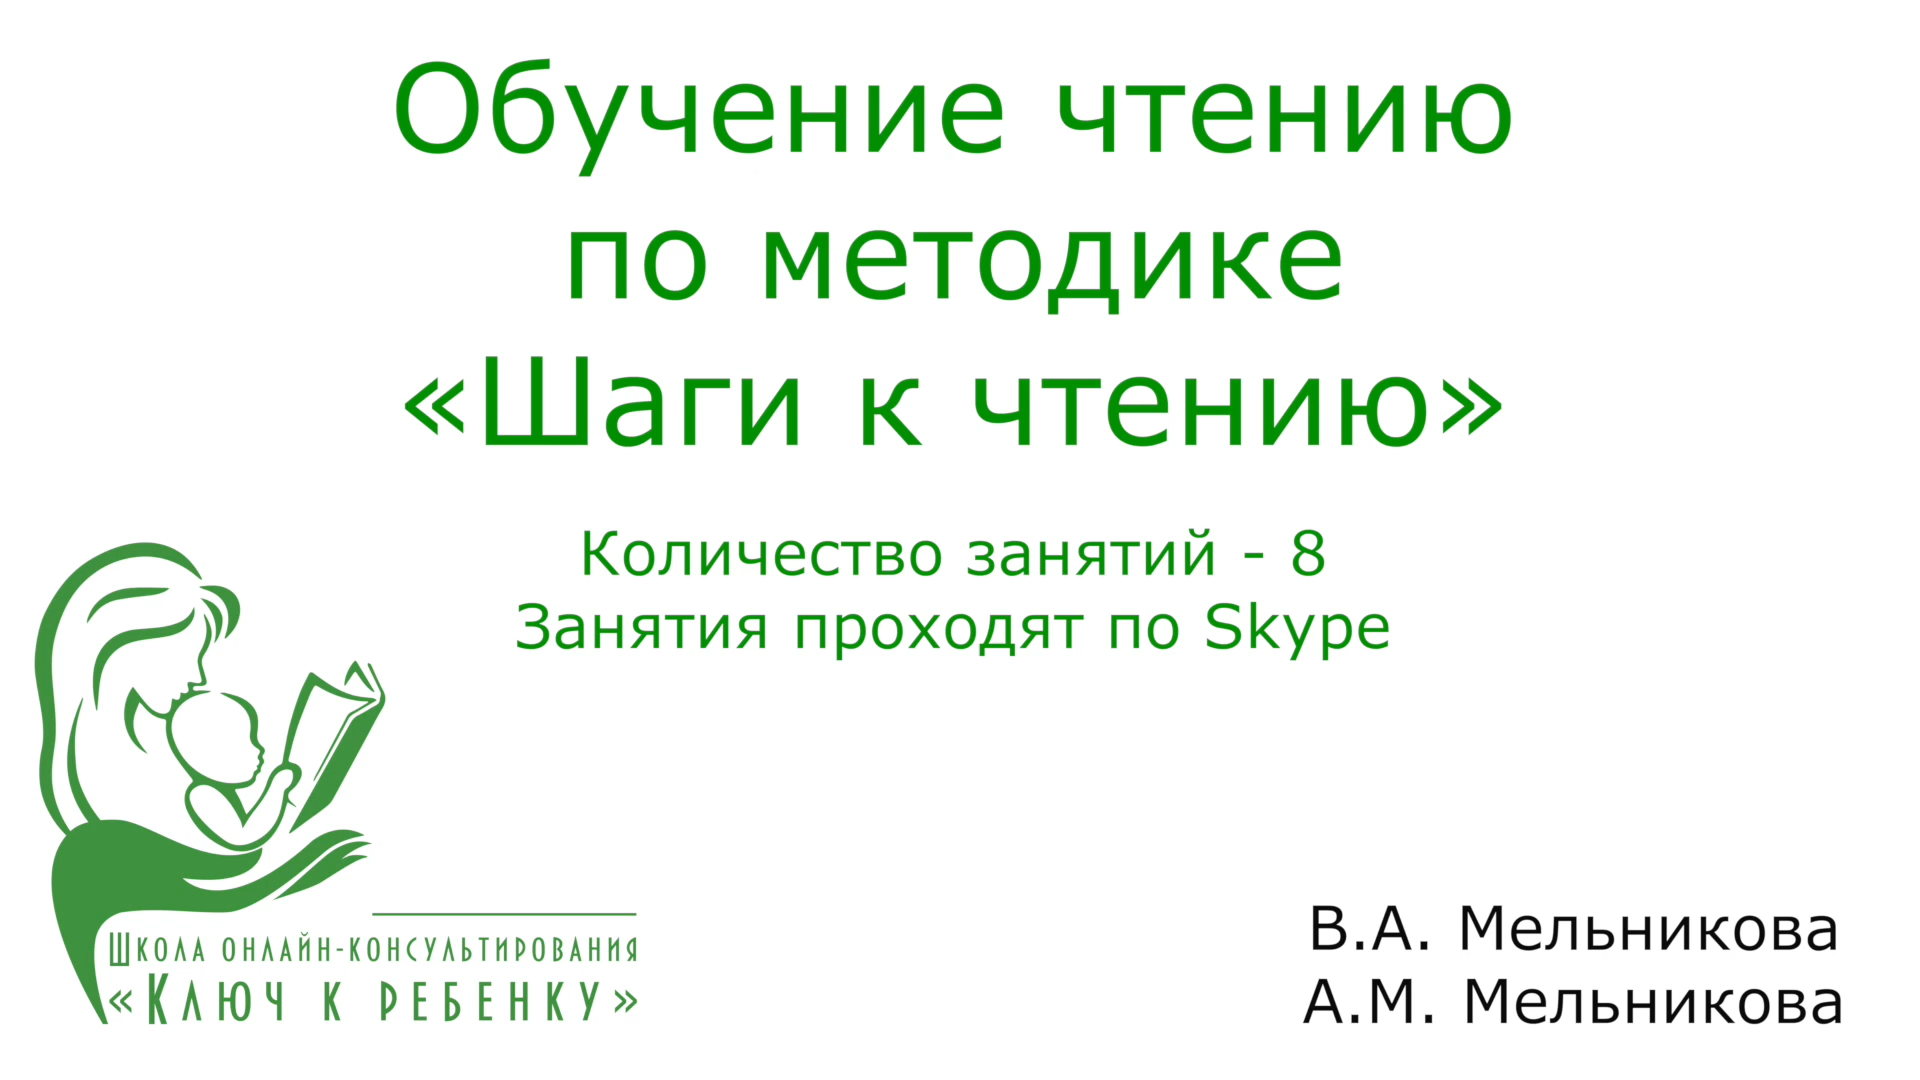 Обучение чтению
по методике
«Шаги к чтению»
Количество занятий - 8
Занятия проходят по Skype
Школа онлайн-консультирования
«Ключ к ребенку»
В.А. Мельникова
А.М. Мельникова